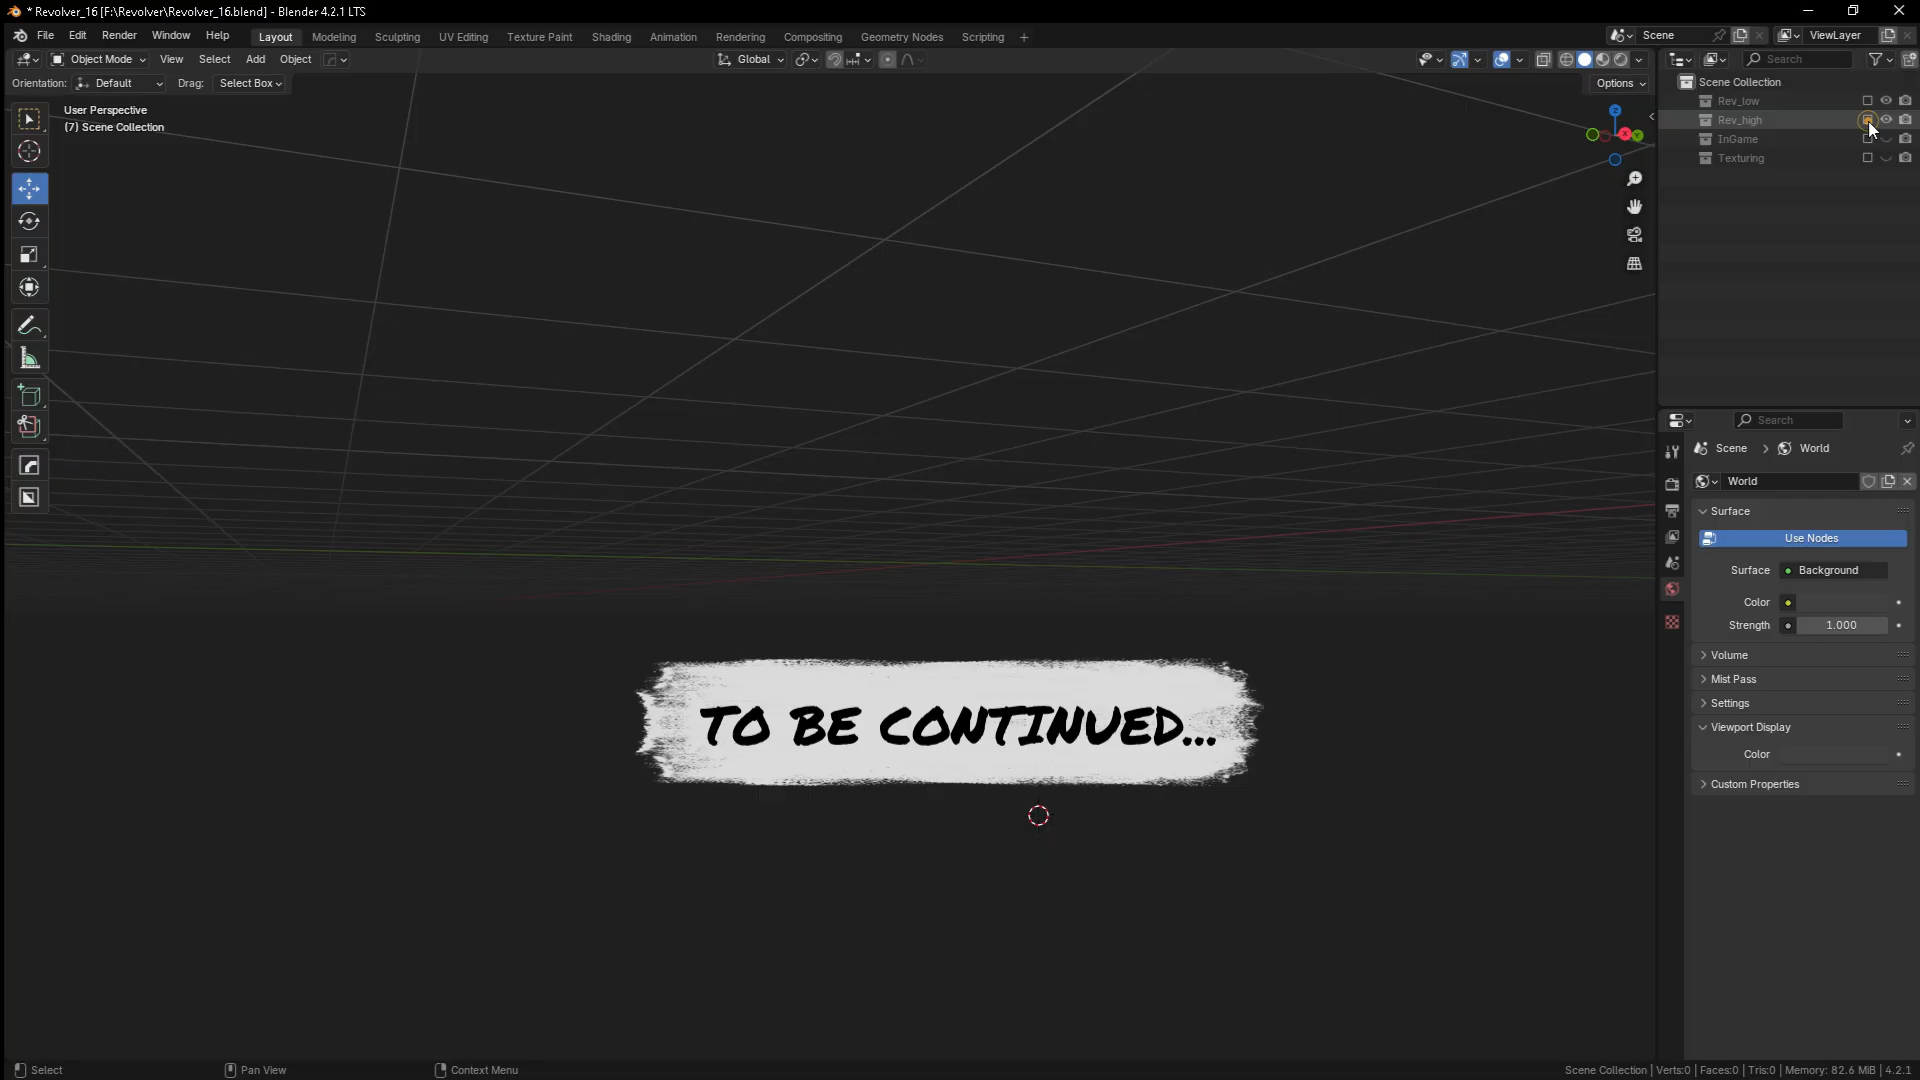 * Revolver_16 [F:\Revolver\Revolver_16.blend] - Blender 4.2.1 LTS
File Edit Render Window Help Layout Modeling Sculpting UV Editing Texture Paint Shading Animation Rendering Compositing Geometry Nodes Scripting + Scene ViewLayer
Object Mode View Select Add Object Global Search
Orientation: Default Drag: Select Box Options
User Perspective
(7) Scene Collection
Scene Collection
Rev_low
Rev_high
InGame
Texturing
Z
X
Y
Search
Scene > World
World
Surface
Use Nodes
Surface Background
Color
Strength 1.000
Volume
Mist Pass
Settings
Viewport Display
Color
Custom Properties
TO BE CONTINUED...
Select Pan View Context Menu Scene Collection | Verts:0 | Faces:0 | Tris:0 | Memory: 82.6 MiB | 4.2.1